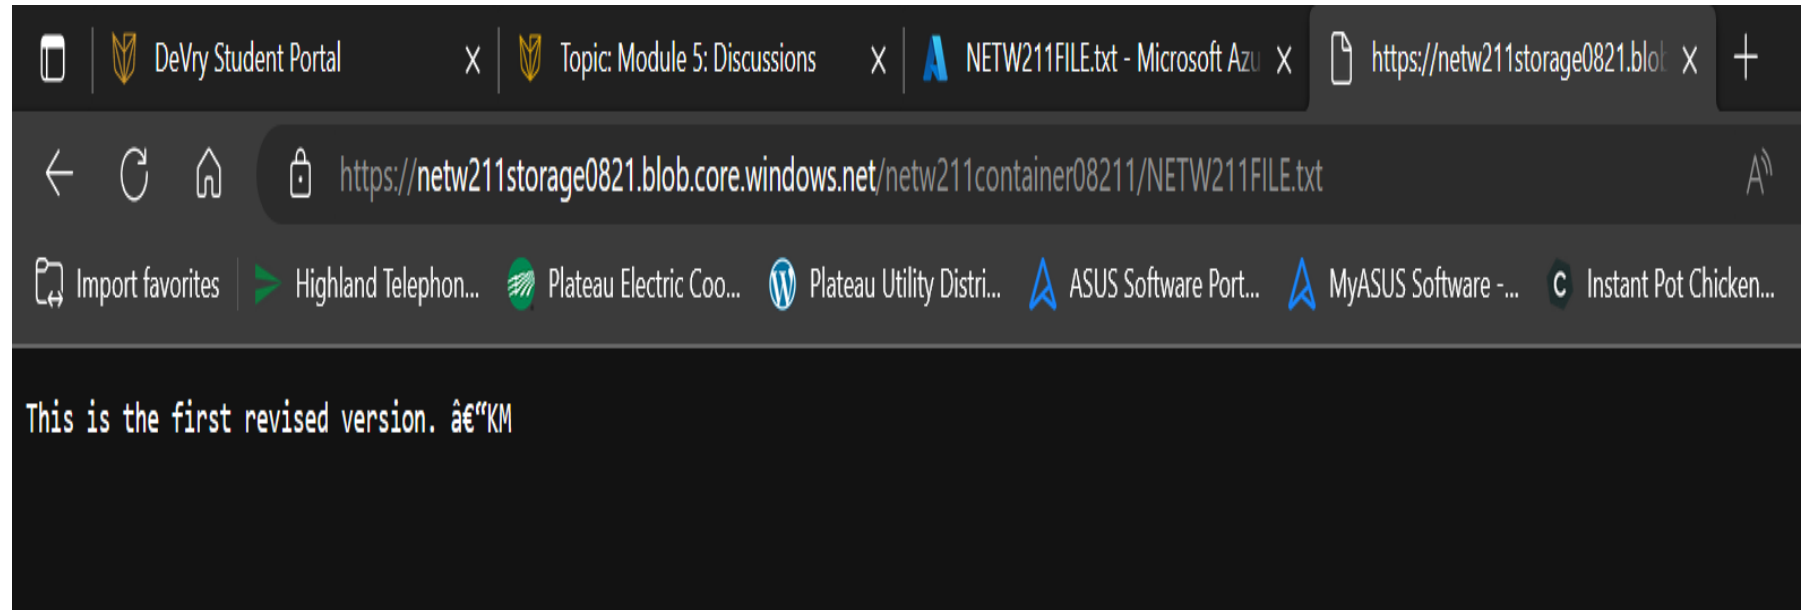 DeVry Student Portal
Topic: Module 5: Discussions
NETW211FILE.txt - Microsoft Azu
https://netw211storage0821.blob
https://netw211storage0821.blob.core.windows.net/netw211container08211/NETW211FILE.txt
A
Import favorites
Highland Telephon...
Plateau Electric Coo...
Plateau Utility Distri...
ASUS Software Port...
MyASUS Software -...
C
Instant Pot Chicken...
This is the first revised version. â€“KM